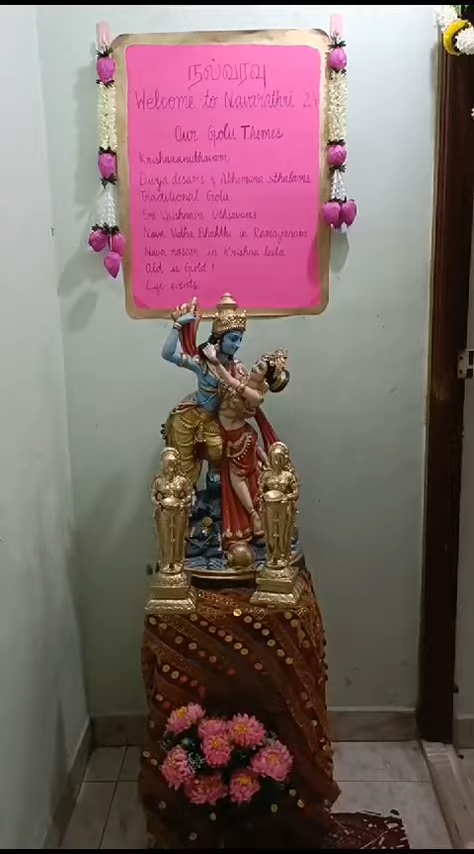 நல்வரவு
Welcome to Navarathri 24
Our Golu Themes
Krishnaanubhavam
Divya desams & Abhimana sthalams
Traditional Golu
Sri Vaishnava Uthsavams
Nava Vidha Bhakthi in Ramayanam
Nava rasam in Krishna leela
Old is Gold !
Life events